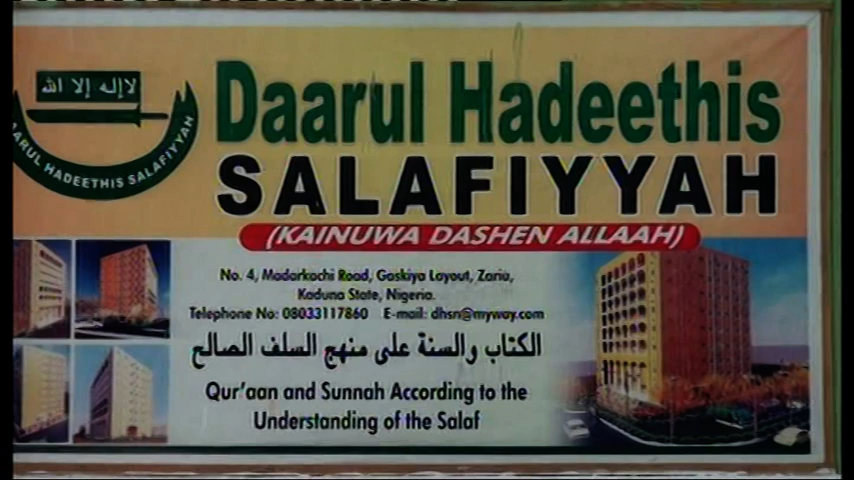 لا إله إلا الله
DAARUL HADEETHIS SALAFIYYAH
Daarul Hadeethis
SALAFIYYAH
(KAINUWA DASHEN ALLAAH)
No. 4, Madarkachi Road, Gaskiya Layout, Zaria,
Kaduna State, Nigeria.
Telephone No: 08033117860 E-mail: dhsn@myway.com
الكتاب والسنة على منهج السلف الصالح
Qur'aan and Sunnah According to the
Understanding of the Salaf